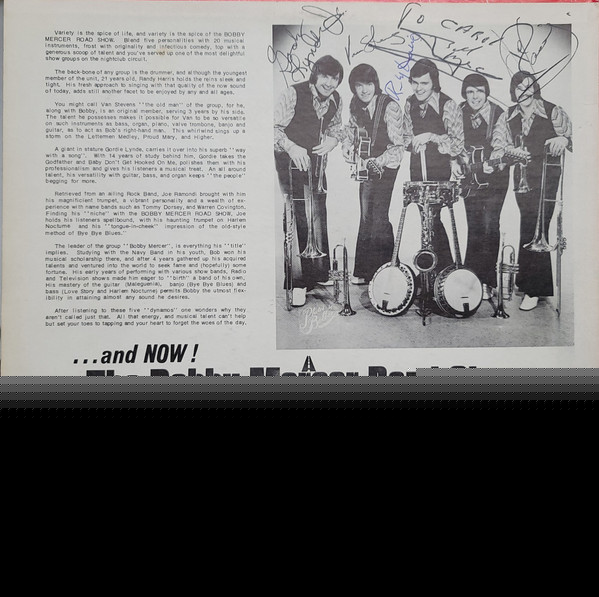 Variety is the spice of life, and variety is the spice of the BOBBY
MERCER ROAD SHOW. Blend five personalities with 20 musical
instruments, frost with originality and infectious comedy, top with a
generous scoop of talent and you've served up one of the most delightful
show groups on the nightclub circuit.
The back-bone of any group is the drummer, and although the youngest
member of the unit, 21 years old, Randy Harris holds the reins sleek and
tight. His fresh approach to singing with that quality of the now sound
of today, adds still another facet to be enjoyed by any and all ages.
You might call Van Stevens "the old man" of the group, for he,
along with Bobby, is an original member, serving 3 years by his side.
The talent he possesses makes it possible for Van to be so versatile
on such instruments as bass, organ, piano, valve trombone, banjo and
guitar, as to act as Bob's right-hand man. This whirlwind sings up a
storm on the Lettermen Medley, Proud Mary, and Higher.
A giant in stature Gordie Lynde, carries it over into his superb "way
with a song". With 14 years of study behind him, Gordie takes the
Godfather and Baby Don't Get Hooked On Me, polishes them with his
professionalism and gives his listeners a musical treat. An all around
talent, his versatility with guitar, bass, and organ keeps "the people"
begging for more.
Retrieved from an ailing Rock Band, Joe Ramondi brought with him
his magnificient trumpet, a vibrant personality and a wealth of ex-
perience with name bands such as Tommy Dorsey, and Warren Covington.
Finding his "niche" with the BOBBY MERCER ROAD SHOW, Joe
holds his listeners spellbound, with his haunting trumpet on Harlem
Nocturne and his "tongue-in-cheek" impression of the old-style
method of Bye Bye Blues."
The leader of the group "Bobby Mercer", is everything his "title"
implies. Studying with the Navy Band in his youth, Bob won his
musical scholarship there, and after 4 years gathered up his acquired
talents and ventured into the world to seek fame and (hopefully) some
fortune. His early years of performing with various show bands, Radio
and Television shows made him eager to "birth" a band of his own.
His mastery of the guitar (Malaguenia), banjo (Bye Bye Blues) and
bass (Love Story and Harlem Nocturne) permits Bobby the utmost flex-
ibility in attaining almost any sound he desires.
After listening to these five "dynamos" one wonders why they
aren't called just that. All that energy, and musical talent can't help
but set your toes to tapping and your heart to forget the woes of the day.
TO CARL
...and NOW!
The Bobby Mercer Road Show